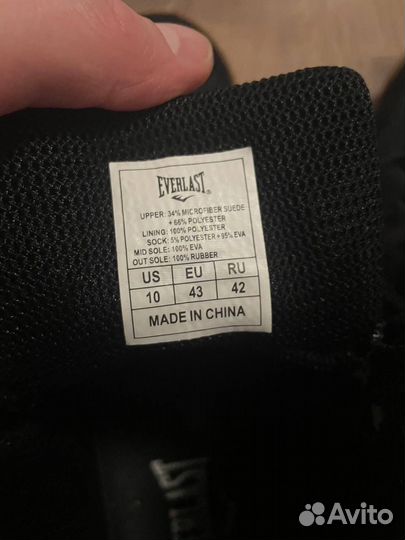 EVERLAST®
UPPER: 34% MICROFIBER SUEDE
+ 66% POLYESTER
LINING: 100% POLYESTER
SOCK: 5% POLYESTER + 95% EVA
MID SOLE: 100% EVA
OUT SOLE: 100% RUBBER
US EU RU
10 43 42
MADE IN CHINA
Avito